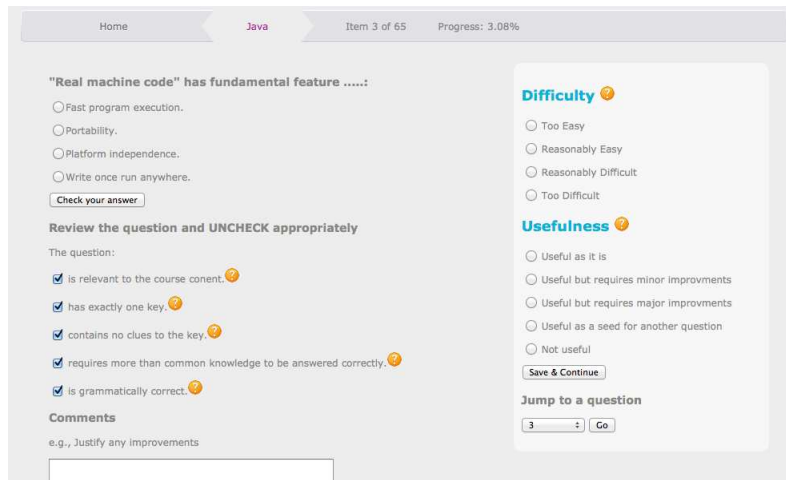 Home Java Item 3 of 65 Progress: 3.08%
"Real machine code" has fundamental feature .....:
Fast program execution.
Portability.
Platform independence.
Write once run anywhere.
Check your answer
Review the question and UNCHECK appropriately
The question:
is relevant to the course conent.
has exactly one key.
contains no clues to the key.
requires more than common knowledge to be answered correctly.
is grammatically correct.
Comments
e.g., Justify any improvements
Difficulty
Too Easy
Reasonably Easy
Reasonably Difficult
Too Difficult
Usefulness
Useful as it is
Useful but requires minor improvments
Useful but requires major improvments
Useful as a seed for another question
Not useful
Save & Continue
Jump to a question
3 Go